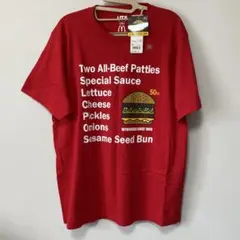 Two All-Beef Patties
Special Sauce
Lettuce
Cheese
Pickles
Onions
Sesame Seed Bun